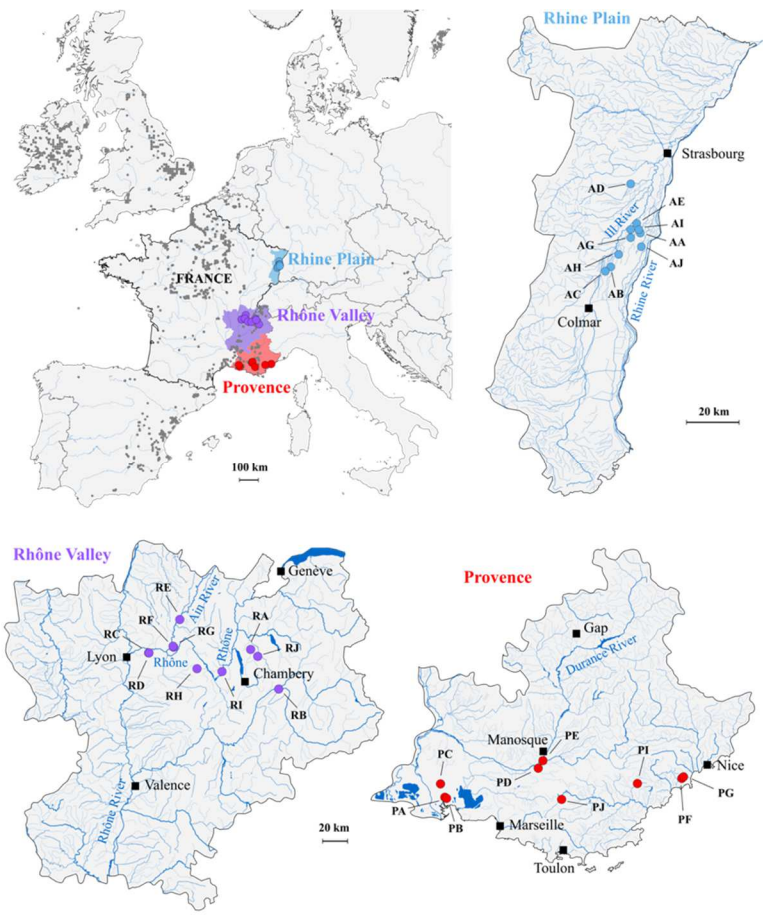 Rhine Plain
Strasbourg
AD
AE
Ill River
AI
AG
AA
AH
AJ
Rhine River
AC
AB
Colmar
20 km
FRANCE
Rhine Plain
Rhône Valley
Provence
100 km
Rhône Valley
Genève
RE
Ain River
RF
RG
RA
RC
Rhône
RJ
Lyon
Rhône
RD
Chambery
RH
RI
RB
Valence
Rhône River
20 km
Provence
Gap
Durance River
Manosque
PE
PC
PI
Nice
PD
PG
PA
PB
PJ
PF
Marseille
Toulon